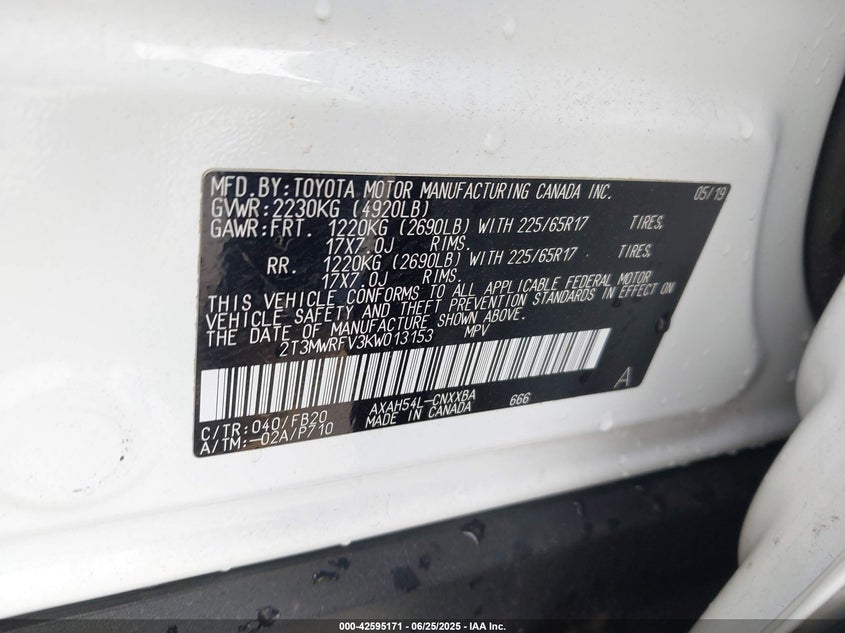 MFD.BY:TOYOTA MOTOR MANUFACTURING CANADA INC. 05/19
GVWR:2230KG (4920LB)
GAWR:FRT. 1220KG (2690LB) WITH 225/65R17 TIRES,
17X7.0J RIMS.
RR. 1220KG (2690LB) WITH 225/65R17 TIRES,
17X7.0J RIMS.
THIS VEHICLE CONFORMS TO ALL APPLICABLE FEDERAL MOTOR
VEHICLE SAFETY AND THEFT PREVENTION STANDARDS IN EFFECT ON
THE DATE OF MANUFACTURE SHOWN ABOVE.
2T3MWRFV3KW013153 MPV
A
C/TR:040/FB20 AXAH54L-CNXXBA 666
A/TM:-02A/P710 MADE IN CANADA
000-42595171 - 06/25/2025 - IAA Inc.